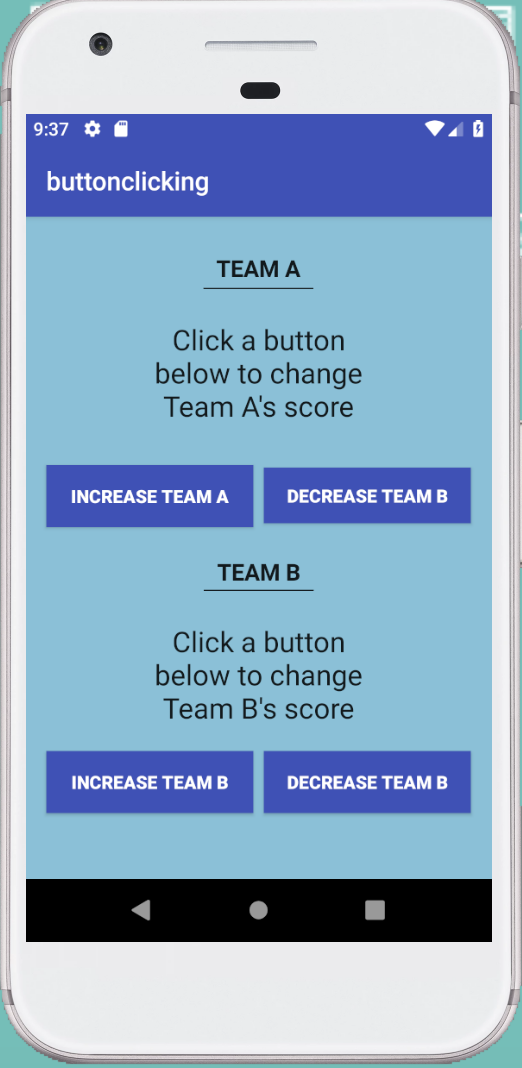 9:37
buttonclicking
TEAM A
Click a button
below to change
Team A's score
INCREASE TEAM A
DECREASE TEAM B
TEAM B
Click a button
below to change
Team B's score
INCREASE TEAM B
DECREASE TEAM B